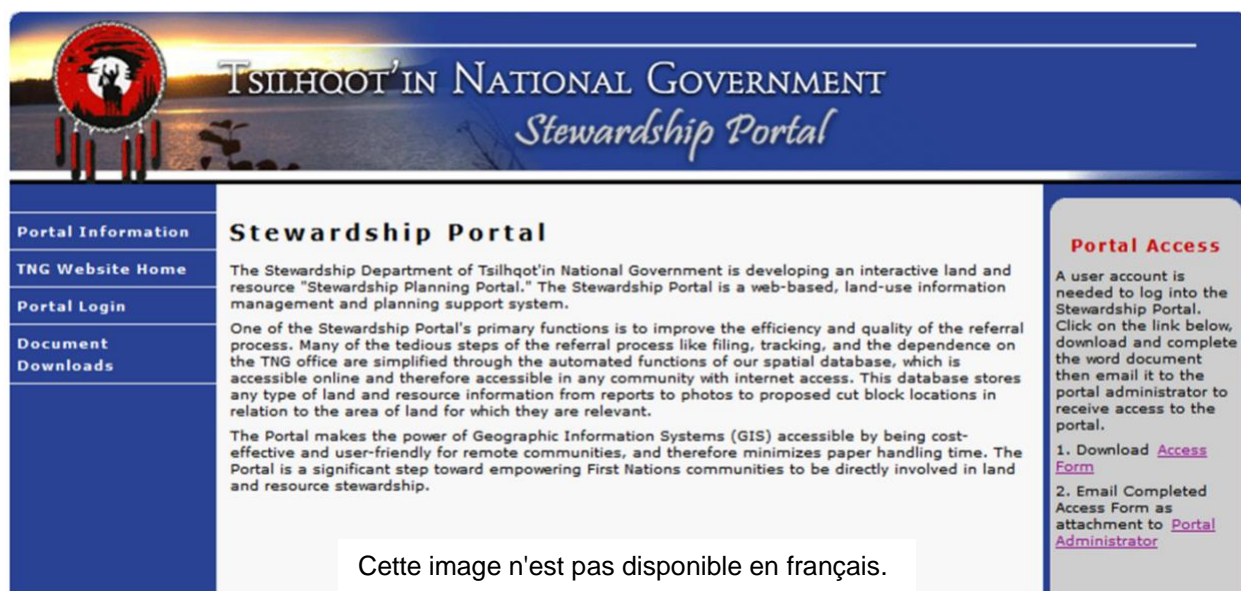 TSILHQOT'IN NATIONAL GOVERNMENT
Stewardship Portal
Portal Information
TNG Website Home
Portal Login
Document
Downloads
Stewardship Portal
The Stewardship Department of Tsilhqot'in National Government is developing an interactive land and
resource "Stewardship Planning Portal." The Stewardship Portal is a web-based, land-use information
management and planning support system.
One of the Stewardship Portal's primary functions is to improve the efficiency and quality of the referral
process. Many of the tedious steps of the referral process like filing, tracking, and the dependence on
the TNG office are simplified through the automated functions of our spatial database, which is
accessible online and therefore accessible in any community with internet access. This database stores
any type of land and resource information from reports to photos to proposed cut block locations in
relation to the area of land for which they are relevant.
The Portal makes the power of Geographic Information Systems (GIS) accessible by being cost-
effective and user-friendly for remote communities, and therefore minimizes paper handling time. The
Portal is a significant step toward empowering First Nations communities to be directly involved in land
and resource stewardship.
Portal Access
A user account is
needed to log into the
Stewardship Portal.
Click on the link below,
download and complete
the word document
then email it to the
portal administrator to
receive access to the
portal.
1. Download Access
Form
2. Email Completed
Access Form as
attachment to Portal
Administrator
Cette image n'est pas disponible en français.